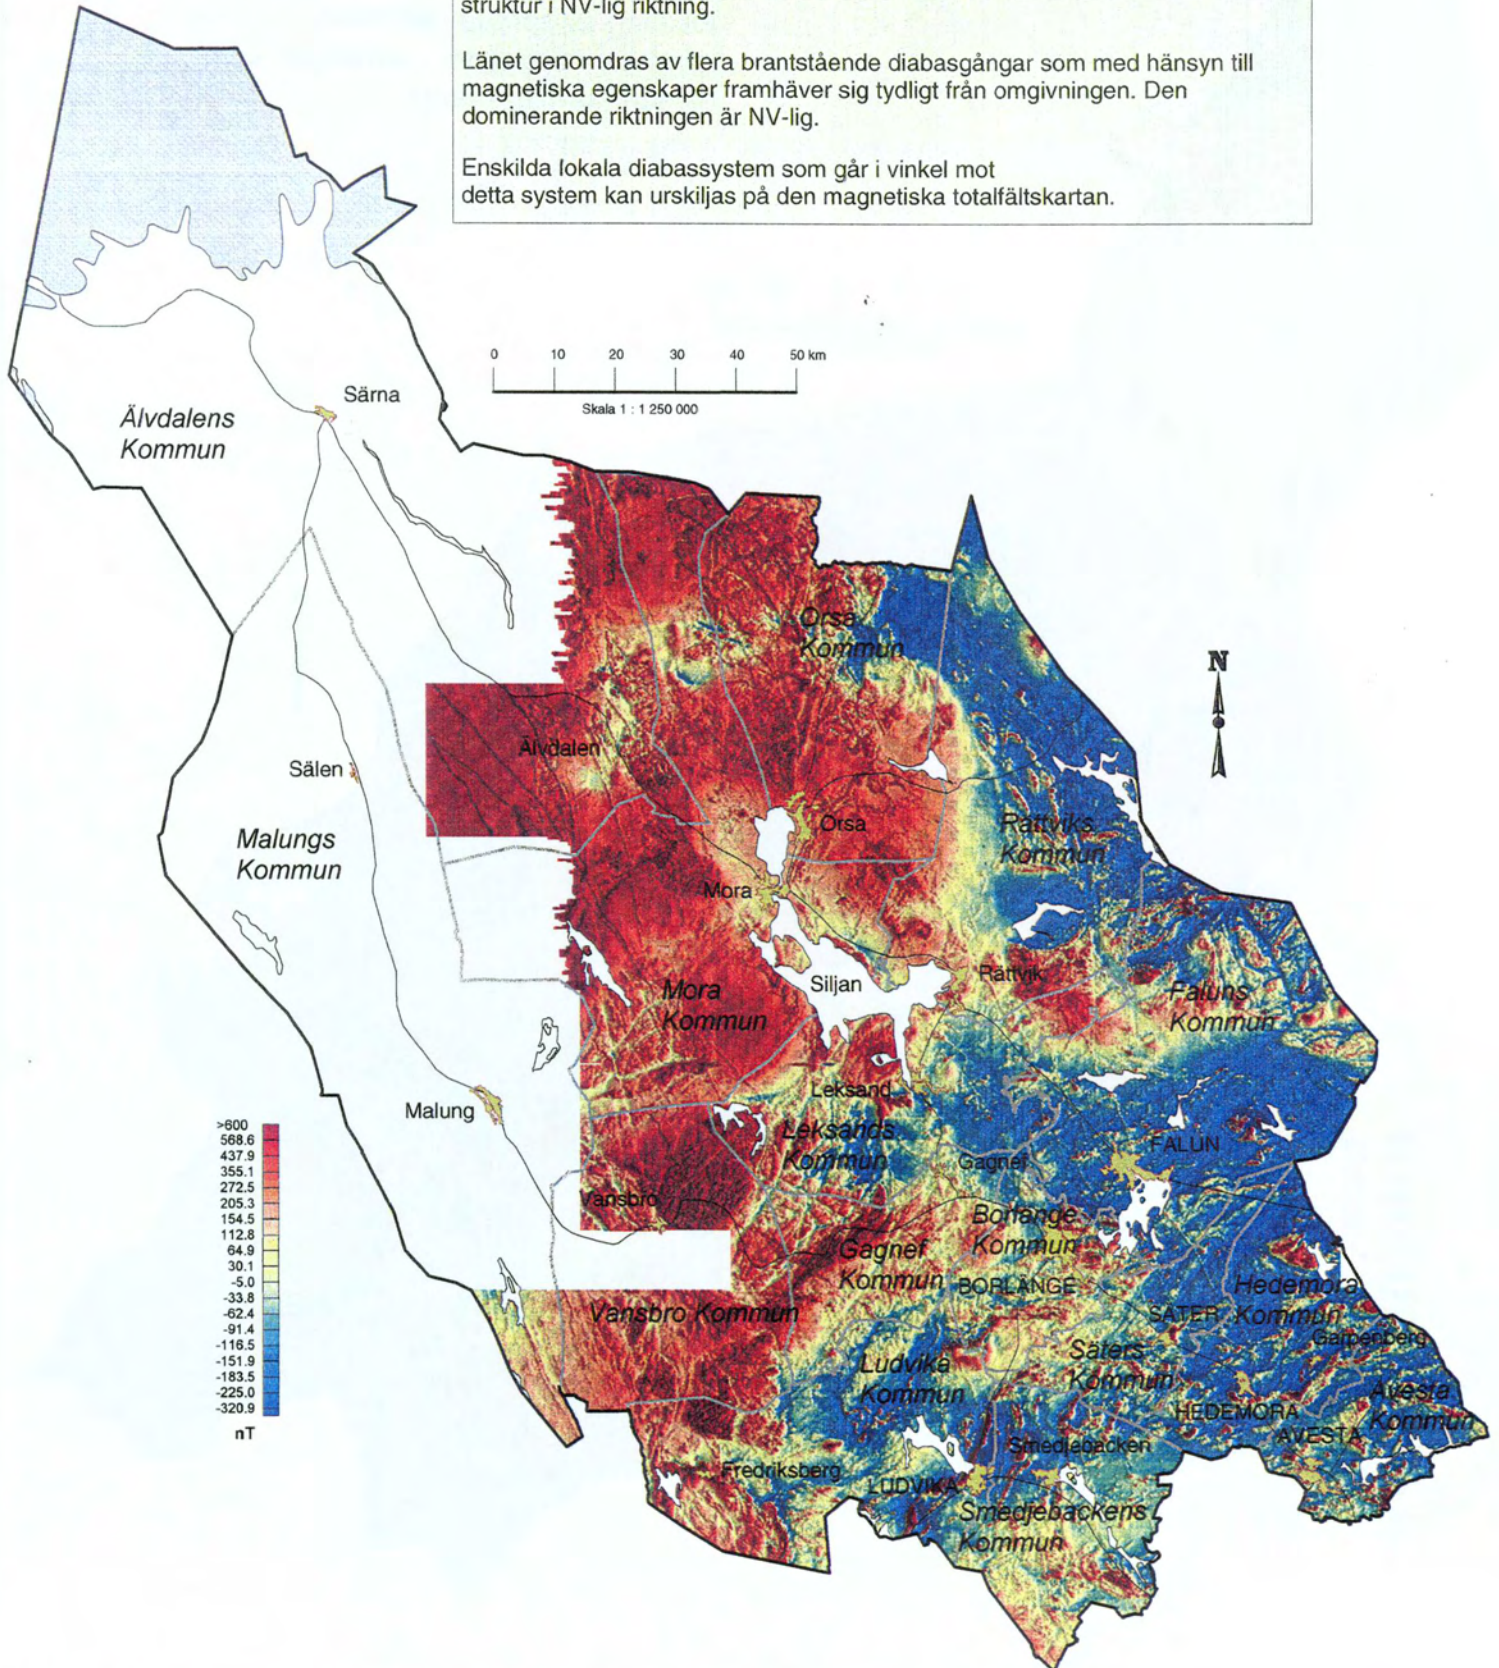 struktur i NV-lig riktning.
Länet genomdras av flera brantstående diabasgångar som med hänsyn till
magnetiska egenskaper framhäver sig tydligt från omgivningen. Den
dominerande riktningen är NV-lig.
Enskilda lokala diabassystem som går i vinkel mot
detta system kan urskiljas på den magnetiska totalfältskartan.
0 10 20 30 40 50 km
Skala 1 : 1 250 000
Särna
Älvdalens
Kommun
Orsa
Kommun
N
Älvdalen
Sälen
Malungs
Kommun
Orsa
Rättviks
Kommun
Mora
Siljan
Rättvik
Mora
Kommun
Faluns
Kommun
Leksand
Malung
Leksands
Kommun
FALUN
Gagnef
Vansbro
Borlänge
Kommun
Gagnef
Kommun
BORLÄNGE
Hedemora
Kommun
SÄTER
Vansbro Kommun
Garpenberg
Säters
Kommun
Ludvika
Kommun
Avesta
Kommun
HEDEMORA
AVESTA
Smedjebacken
Fredriksberg
LUDVIKA
Smedjebackens
Kommun
>600
568.6
437.9
355.1
272.5
205.3
154.5
112.8
64.9
30.1
-5.0
-33.8
-62.4
-91.4
-116.5
-151.9
-183.5
-225.0
-320.9
nT